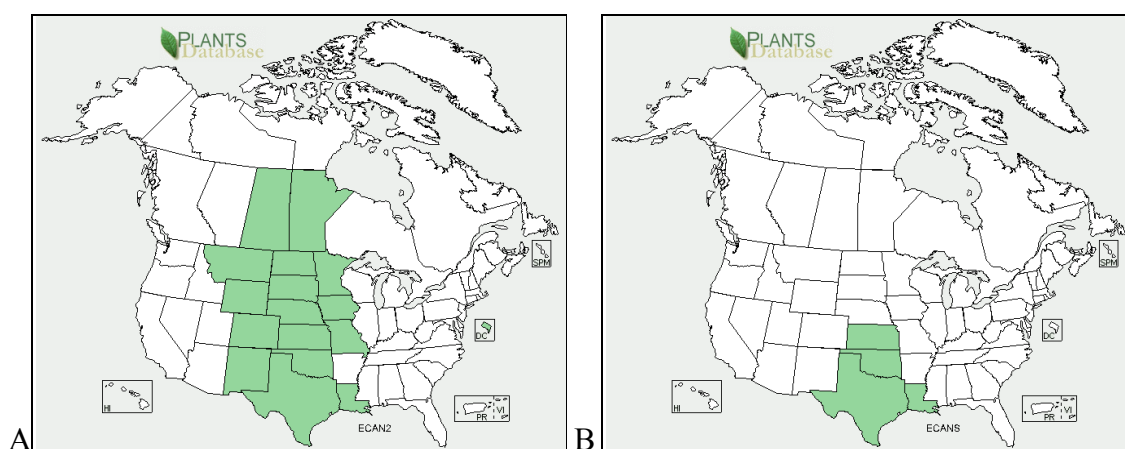 PLANTS
Database
SPM
DC
HI
PR
VI
ECAN2
A
PLANTS
Database
SPM
DC
HI
PR
VI
ECANS
B